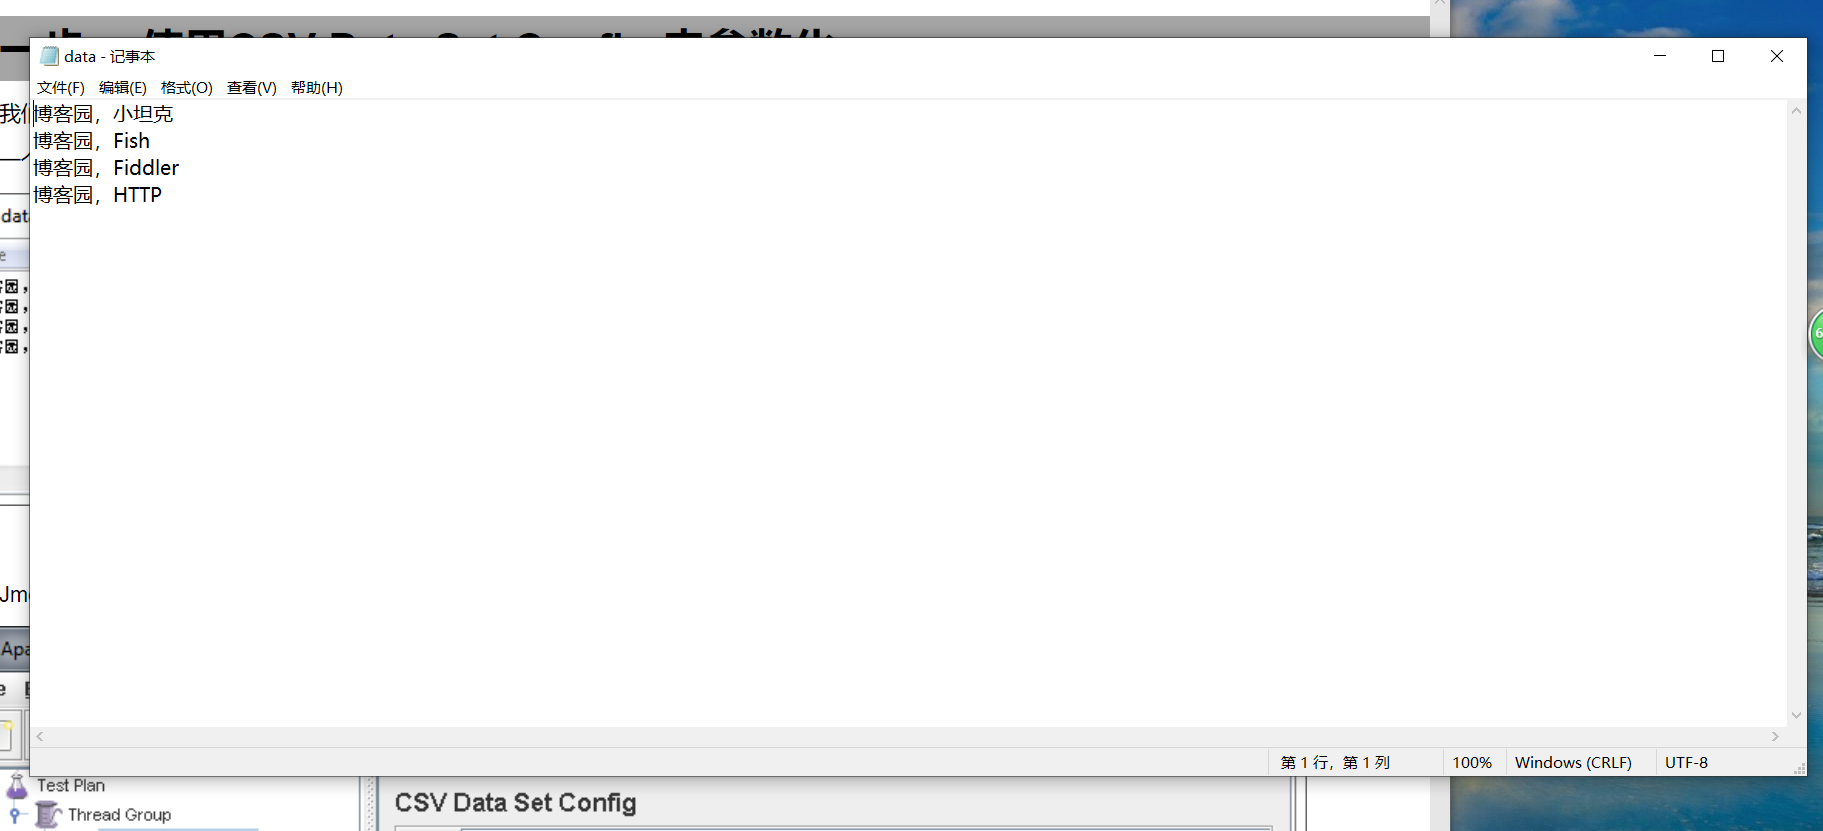 data - 记事本
文件(F) 编辑(E) 格式(O) 查看(V) 帮助(H)
博客园，小坦克
博客园，Fish
博客园，Fiddler
博客园，HTTP
第 1 行，第 1 列 100% Windows (CRLF) UTF-8
Test Plan
Thread Group
CSV Data Set Config